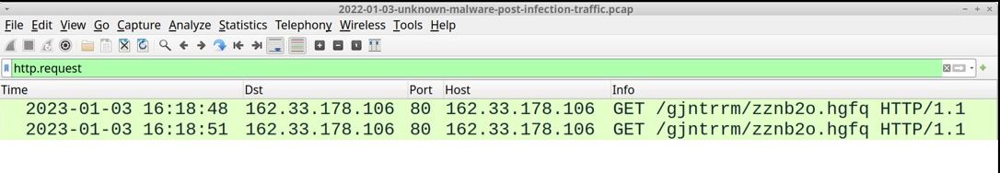 2022-01-03-unknown-malware-post-infection-traffic.pcap
File Edit View Go Capture Analyze Statistics Telephony Wireless Tools Help
http.request
Time Dst Port Host Info
2023-01-03 16:18:48 162.33.178.106 80 162.33.178.106 GET /gjntrrm/zznb2o.hgfq HTTP/1.1
2023-01-03 16:18:51 162.33.178.106 80 162.33.178.106 GET /gjntrrm/zznb2o.hgfq HTTP/1.1